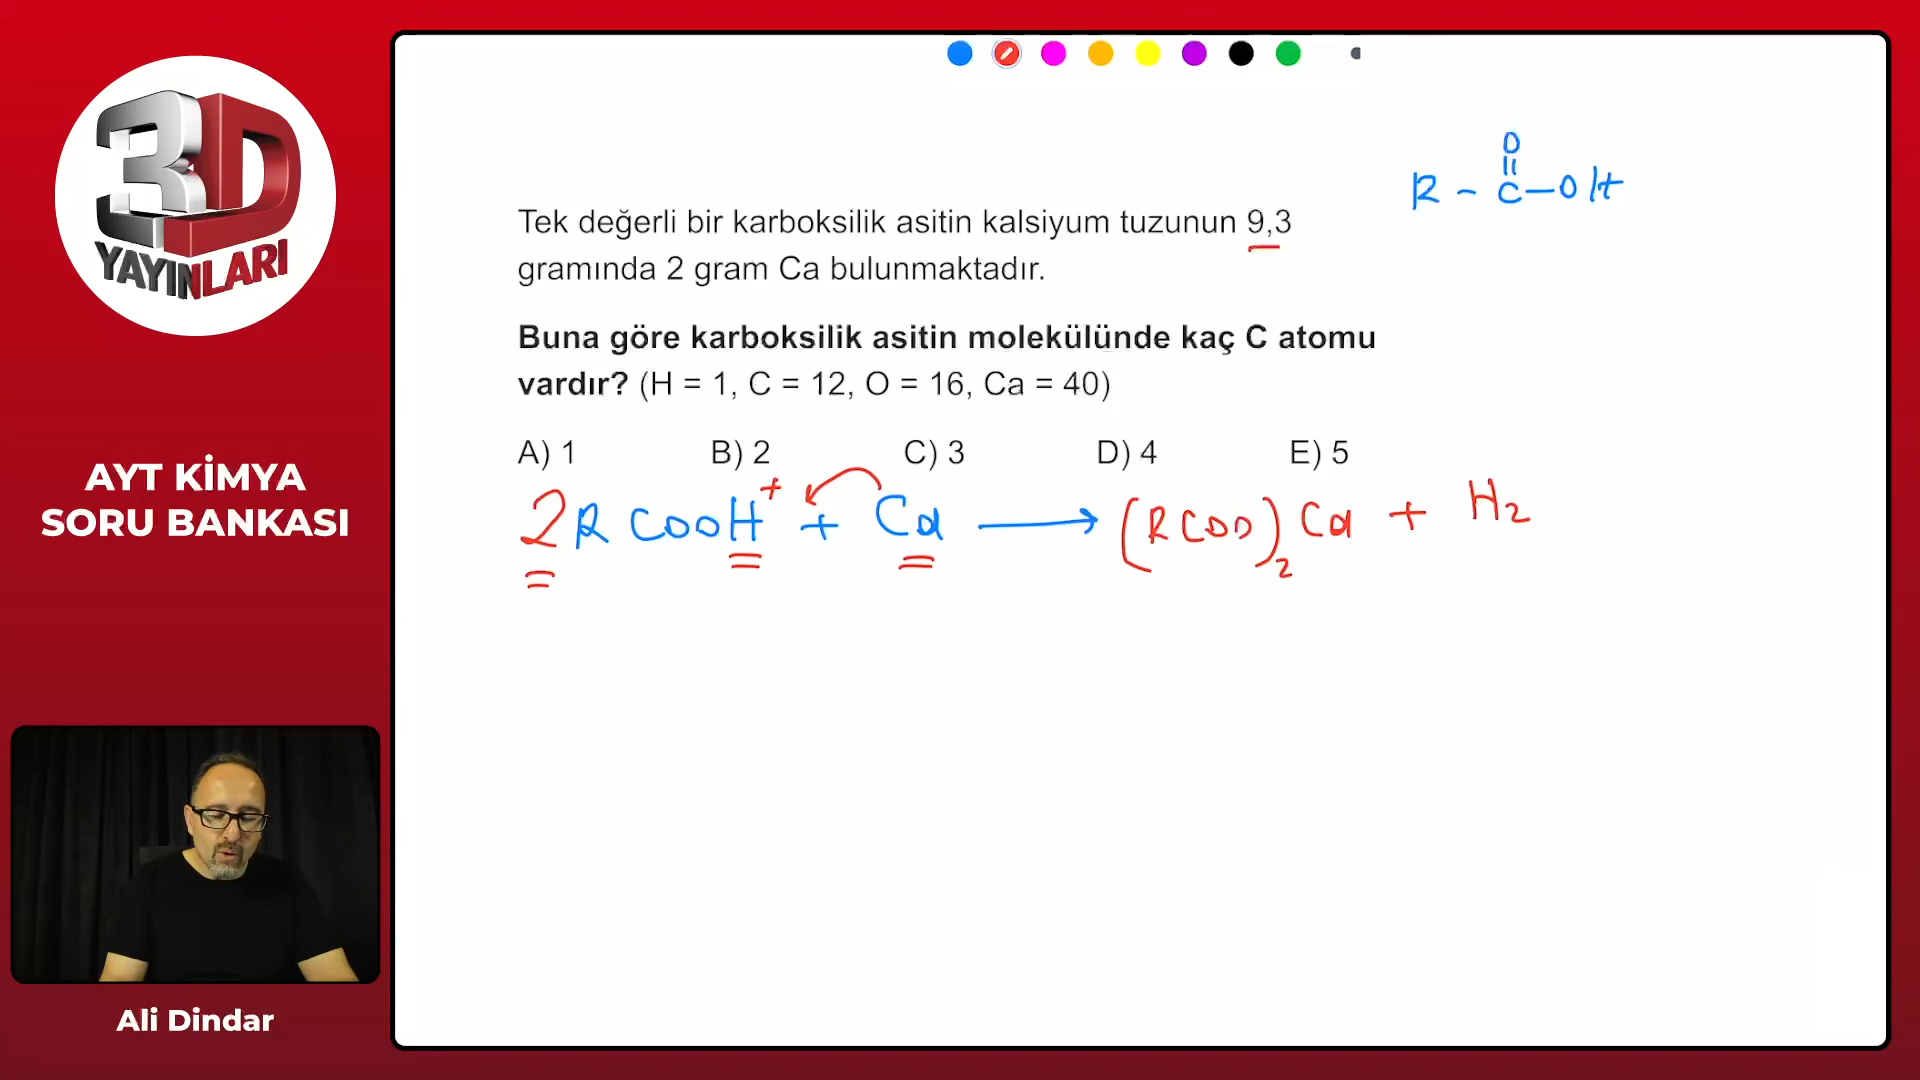 3D
YAYINLARI
AYT KİMYA
SORU BANKASI
Ali Dindar
O
R - C - OH
Tek değerli bir karboksilik asitin kalsiyum tuzunun 9,3
gramında 2 gram Ca bulunmaktadır.
Buna göre karboksilik asitin molekülünde kaç C atomu
vardır? (H = 1, C = 12, O = 16, Ca = 40)
A) 1 B) 2 C) 3 D) 4 E) 5
2RCOOH⁺ + Ca → (RCOO)₂Ca + H₂